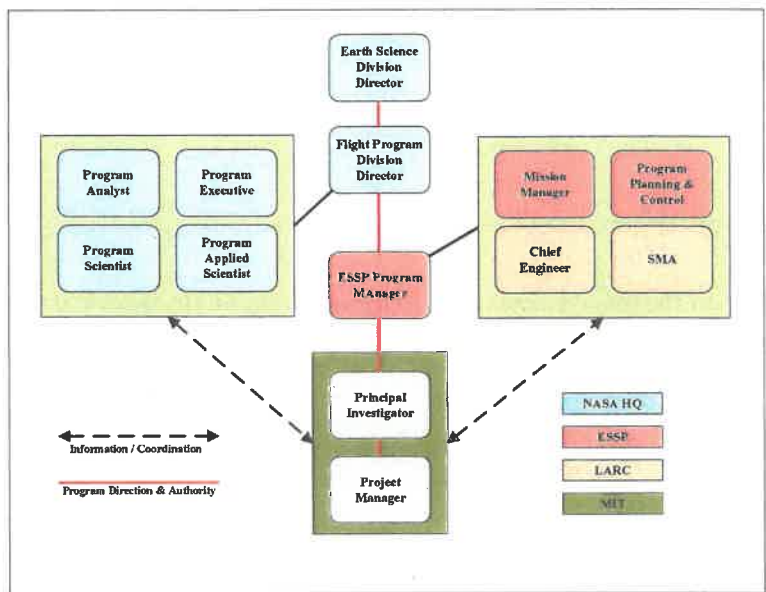 Earth Science
Division
Director
Flight Program
Division
Director
Program
Analyst
Program
Executive
Program
Scientist
Program
Applied
Scientist
Mission
Manager
Program
Planning &
Control
Chief
Engineer
SMA
ESSP Program
MAnager
Principal
Investigator
Project
Manager
Information / Coordination
Program Direction & Authority
NASA HQ
ESSP
LARC
MIT